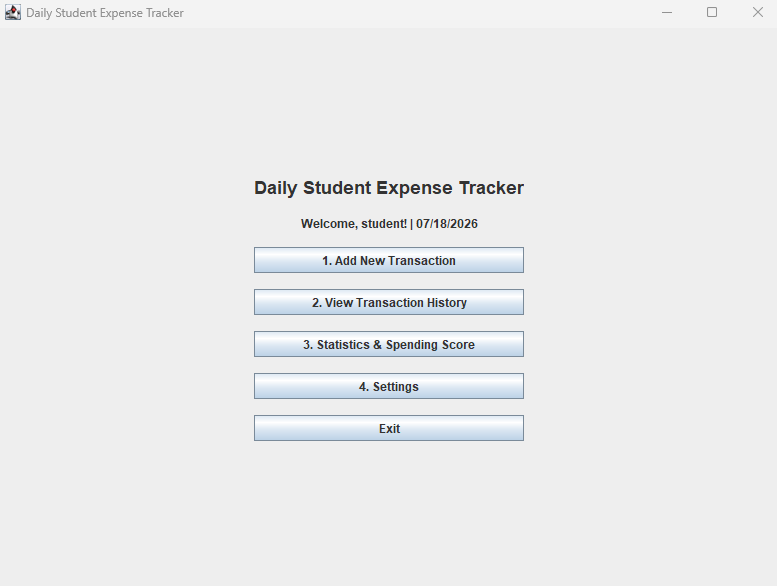 Daily Student Expense Tracker
Daily Student Expense Tracker
Welcome, student! | 07/18/2026
1. Add New Transaction
2. View Transaction History
3. Statistics & Spending Score
4. Settings
Exit